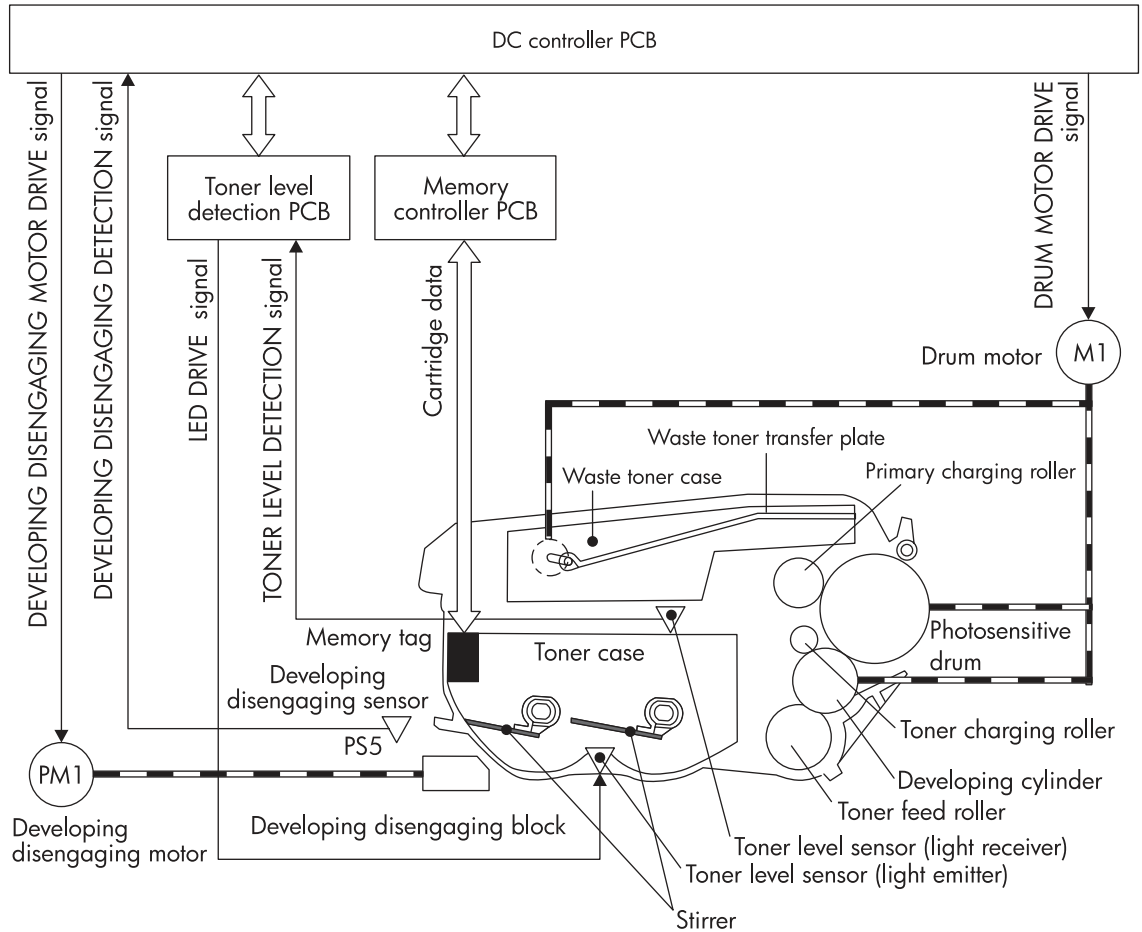 DC controller PCB
DEVELOPING DISENGAGING MOTOR DRIVE signal
DEVELOPING DISENGAGING DETECTION signal
DRUM MOTOR DRIVE
signal
Toner level
detection PCB
Memory
controller PCB
LED DRIVE signal
TONER LEVEL DETECTION signal
Cartridge data
Drum motor
M1
Waste toner transfer plate
Primary charging roller
Waste toner case
Memory tag
Toner case
Photosensitive
drum
Developing
disengaging sensor
PS5
Toner charging roller
PM1
Developing cylinder
Toner feed roller
Developing
disengaging motor
Developing disengaging block
Toner level sensor (light receiver)
Toner level sensor (light emitter)
Stirrer